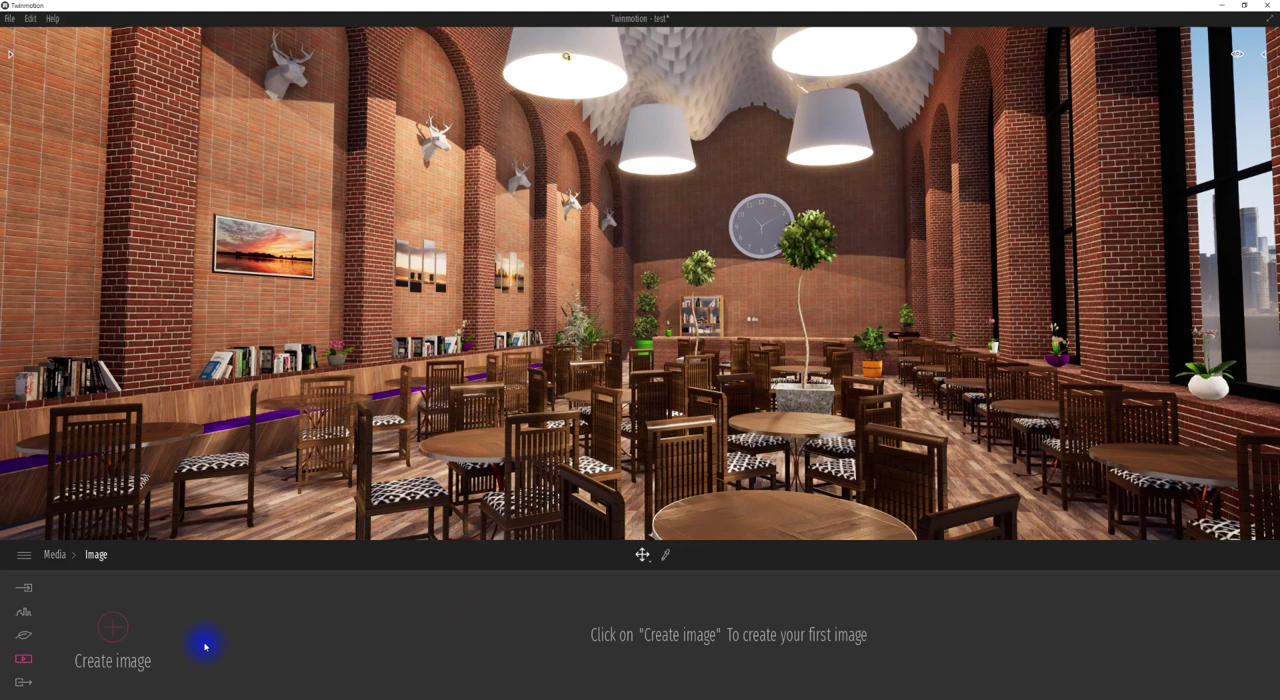 Twinmotion
File Edit Help
Twinmotion - test*
Media > Image
Create image
Click on "Create image" To create your first image